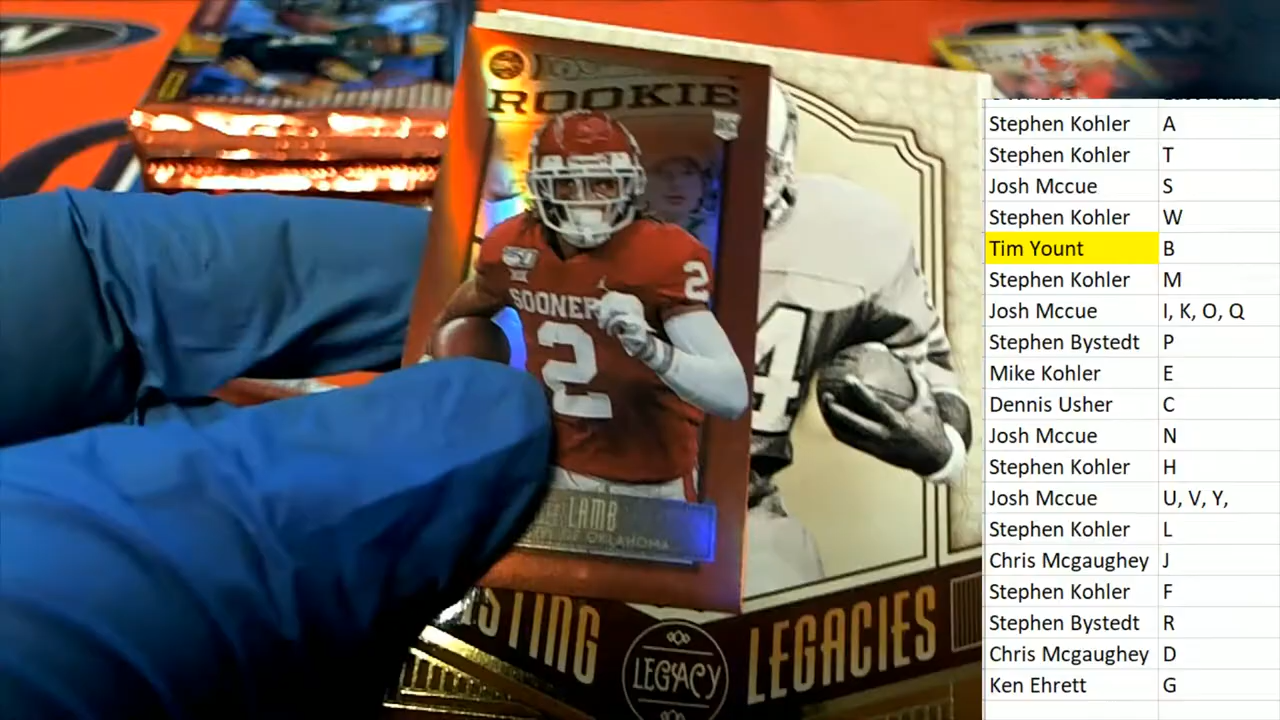 ROOKIE
RC
2
SOONERS
2
LAMB
OF OKLAHOMA
4
LEGACIES
LEGACY
Stephen Kohler A
Stephen Kohler T
Josh Mccue S
Stephen Kohler W
Tim Yount B
Stephen Kohler M
Josh Mccue I, K, O, Q
Stephen Bystedt P
Mike Kohler E
Dennis Usher C
Josh Mccue N
Stephen Kohler H
Josh Mccue U, V, Y,
Stephen Kohler L
Chris Mcgaughey J
Stephen Kohler F
Stephen Bystedt R
Chris Mcgaughey D
Ken Ehrett G